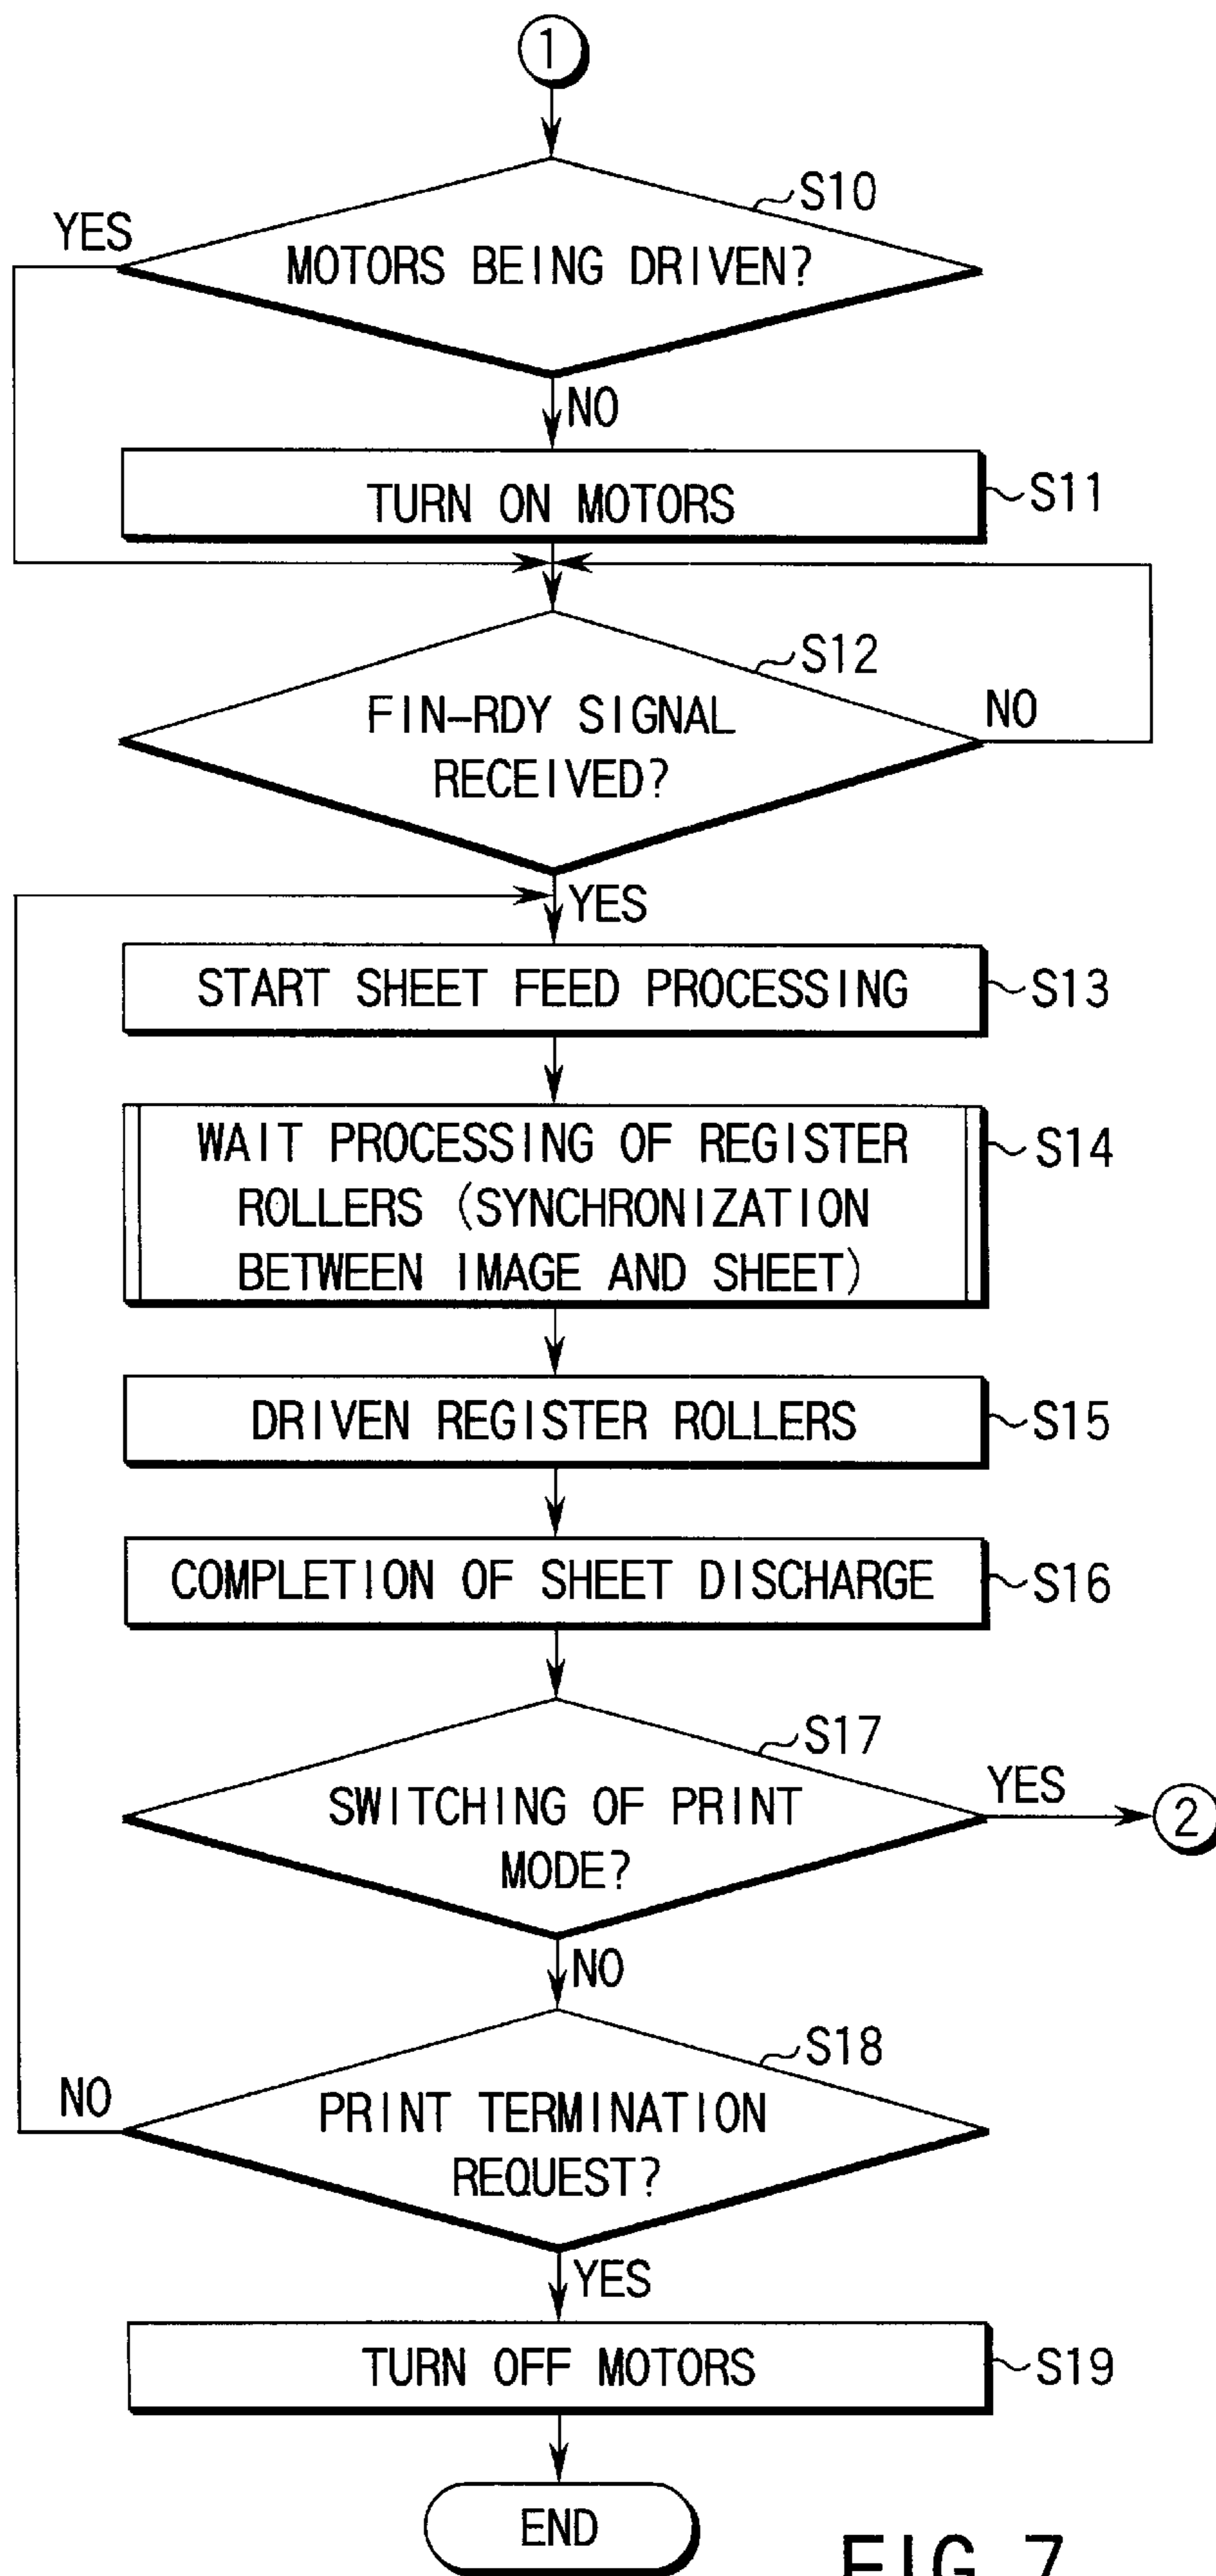 1
S10
YES
MOTORS BEING DRIVEN?
NO
TURN ON MOTORS
S11
S12
FIN-RDY SIGNAL
RECEIVED?
NO
YES
START SHEET FEED PROCESSING
S13
WAIT PROCESSING OF REGISTER
ROLLERS (SYNCHRONIZATION
BETWEEN IMAGE AND SHEET)
S14
DRIVEN REGISTER ROLLERS
S15
COMPLETION OF SHEET DISCHARGE
S16
S17
SWITCHING OF PRINT
MODE?
YES
2
NO
S18
NO
PRINT TERMINATION
REQUEST?
YES
TURN OFF MOTORS
S19
END
FIG. 7